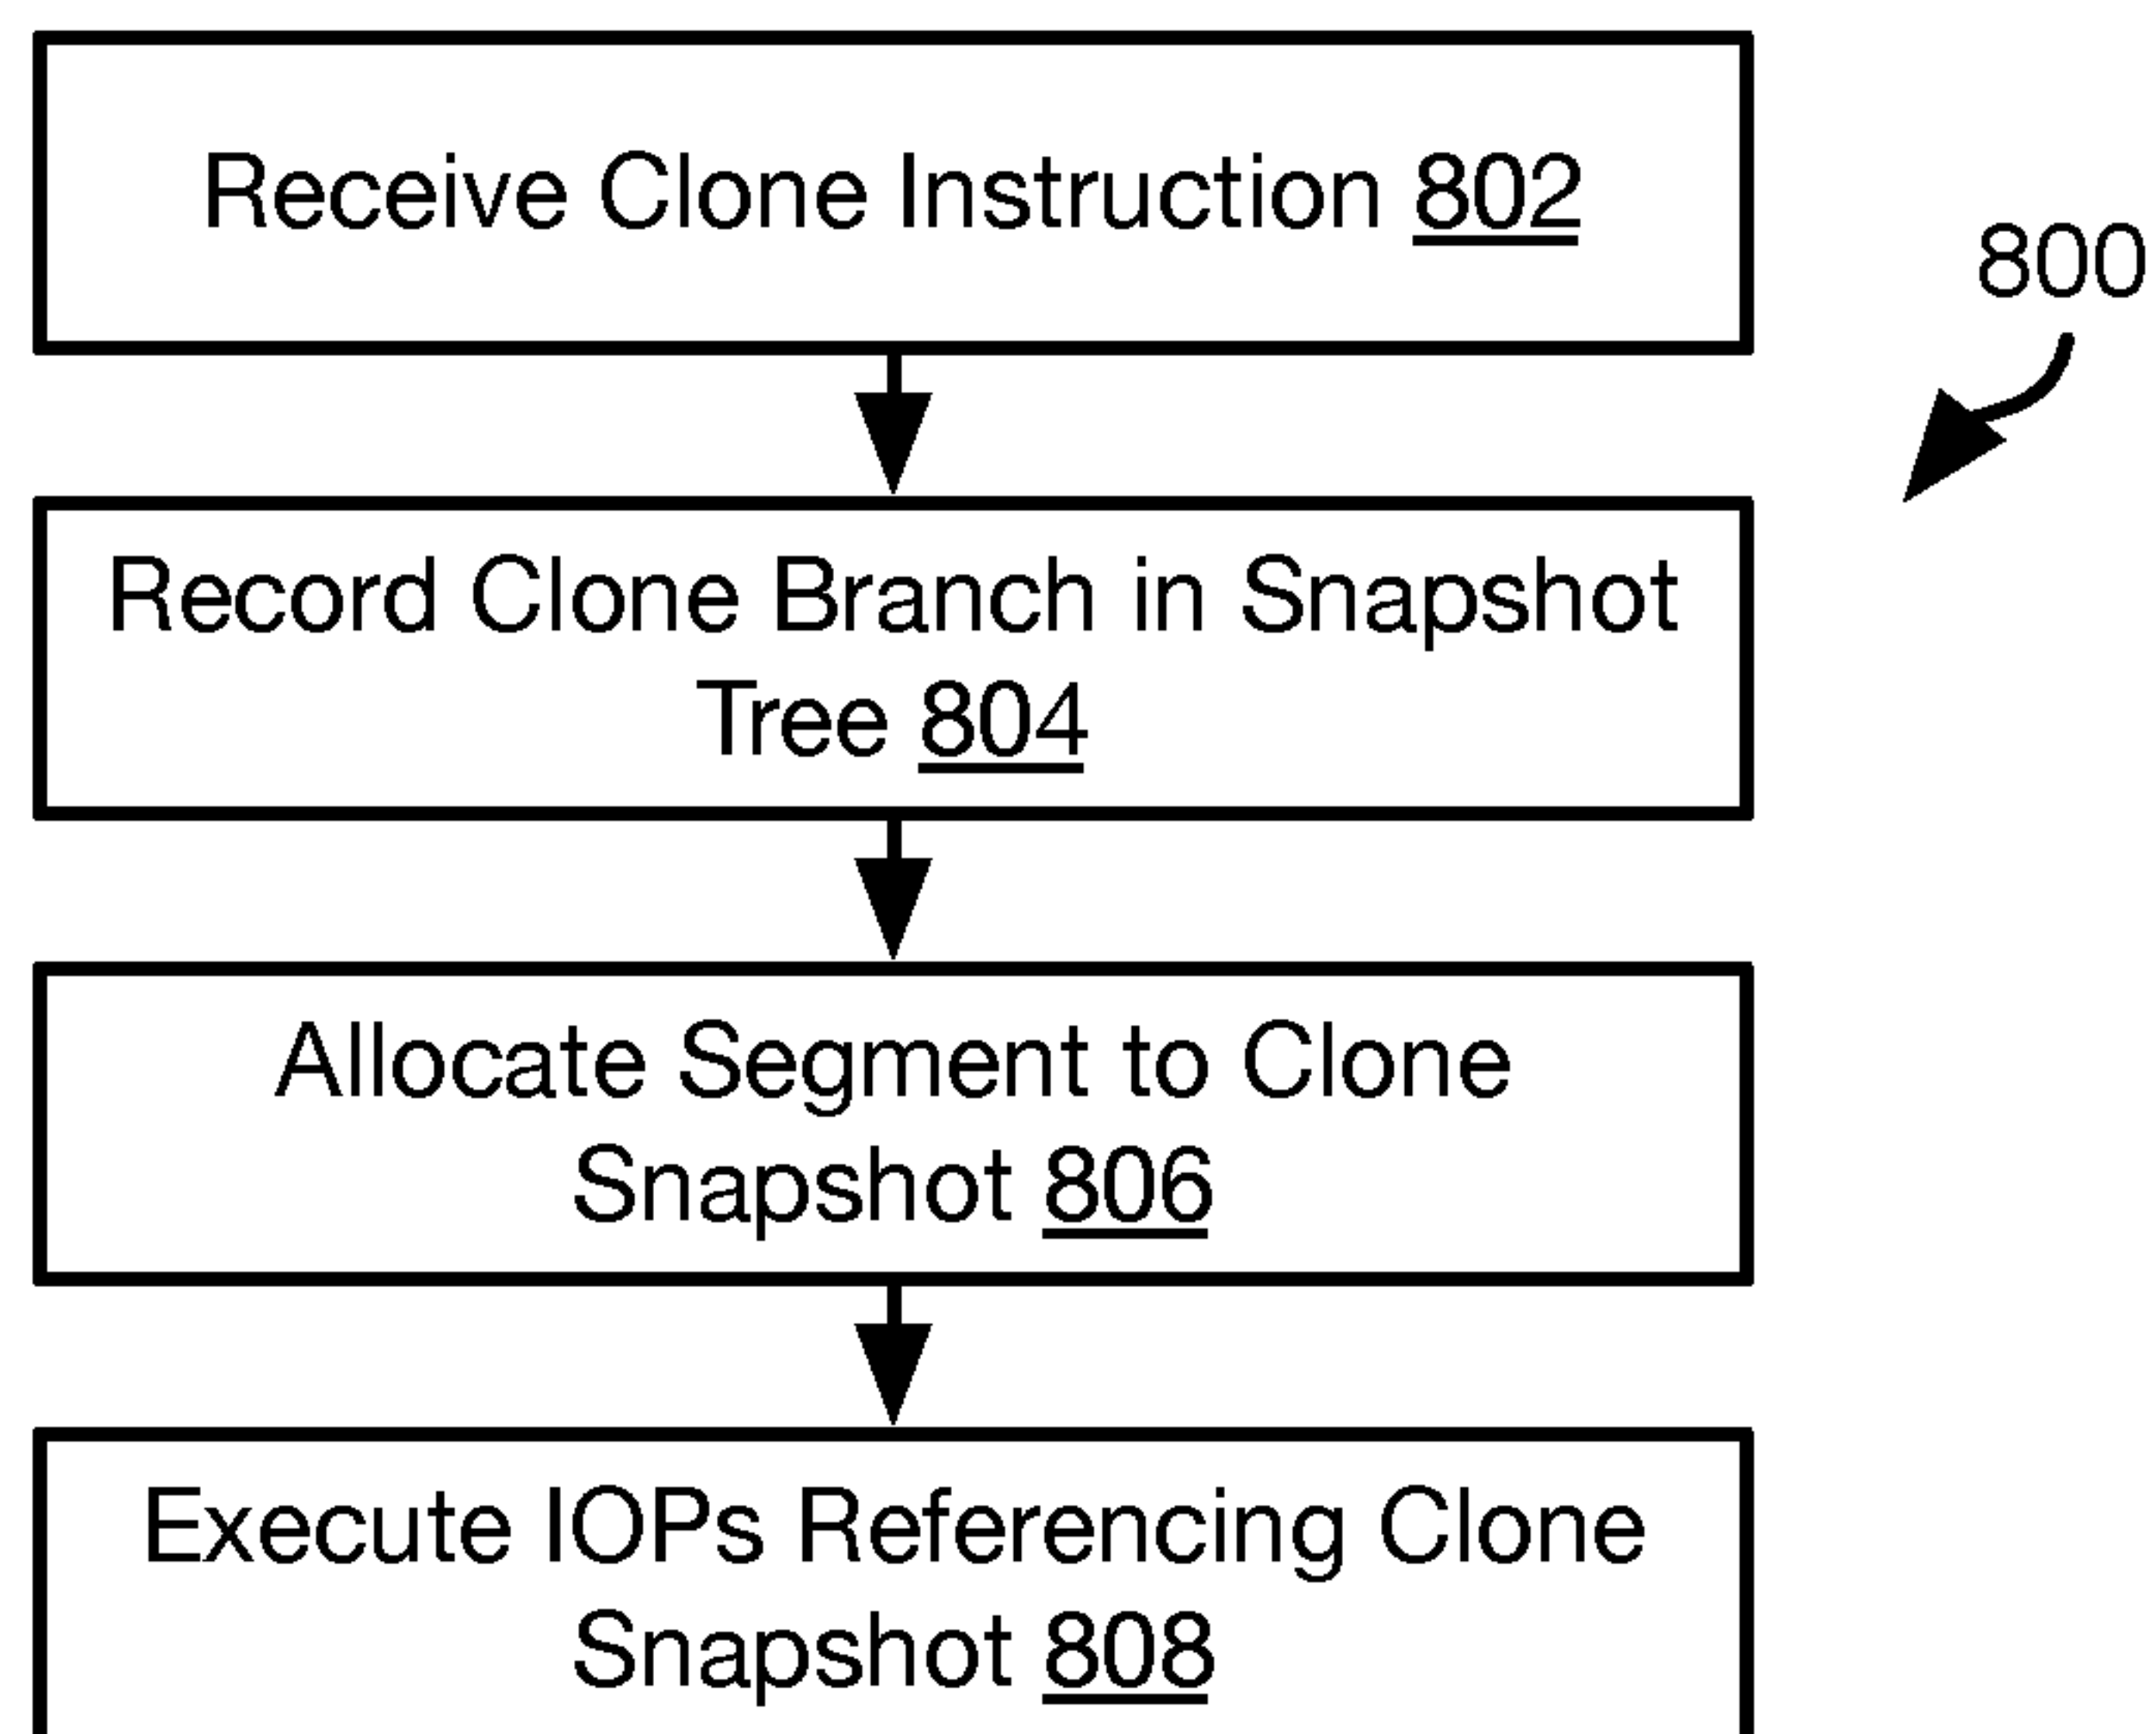 Receive Clone Instruction 802
800
Record Clone Branch in Snapshot
Tree 804
Allocate Segment to Clone
Snapshot 806
Execute IOPs Referencing Clone
Snapshot 808